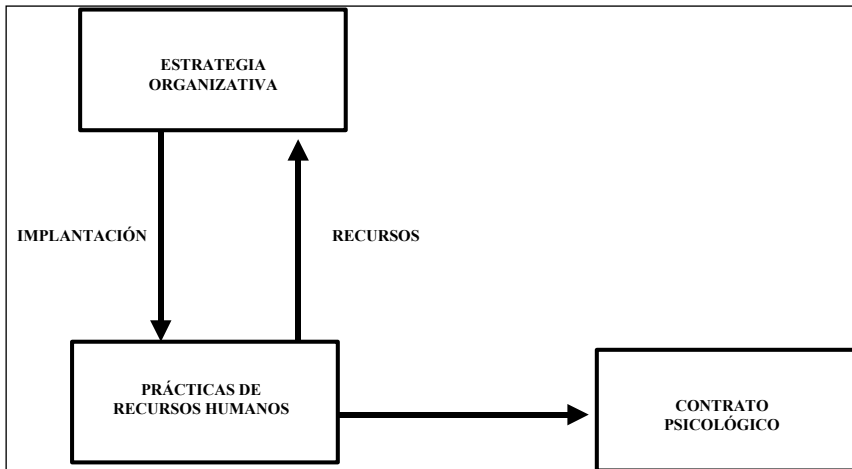 ESTRATEGIA
ORGANIZATIVA
IMPLANTACIÓN
RECURSOS
PRÁCTICAS DE
RECURSOS HUMANOS
CONTRATO
PSICOLÓGICO